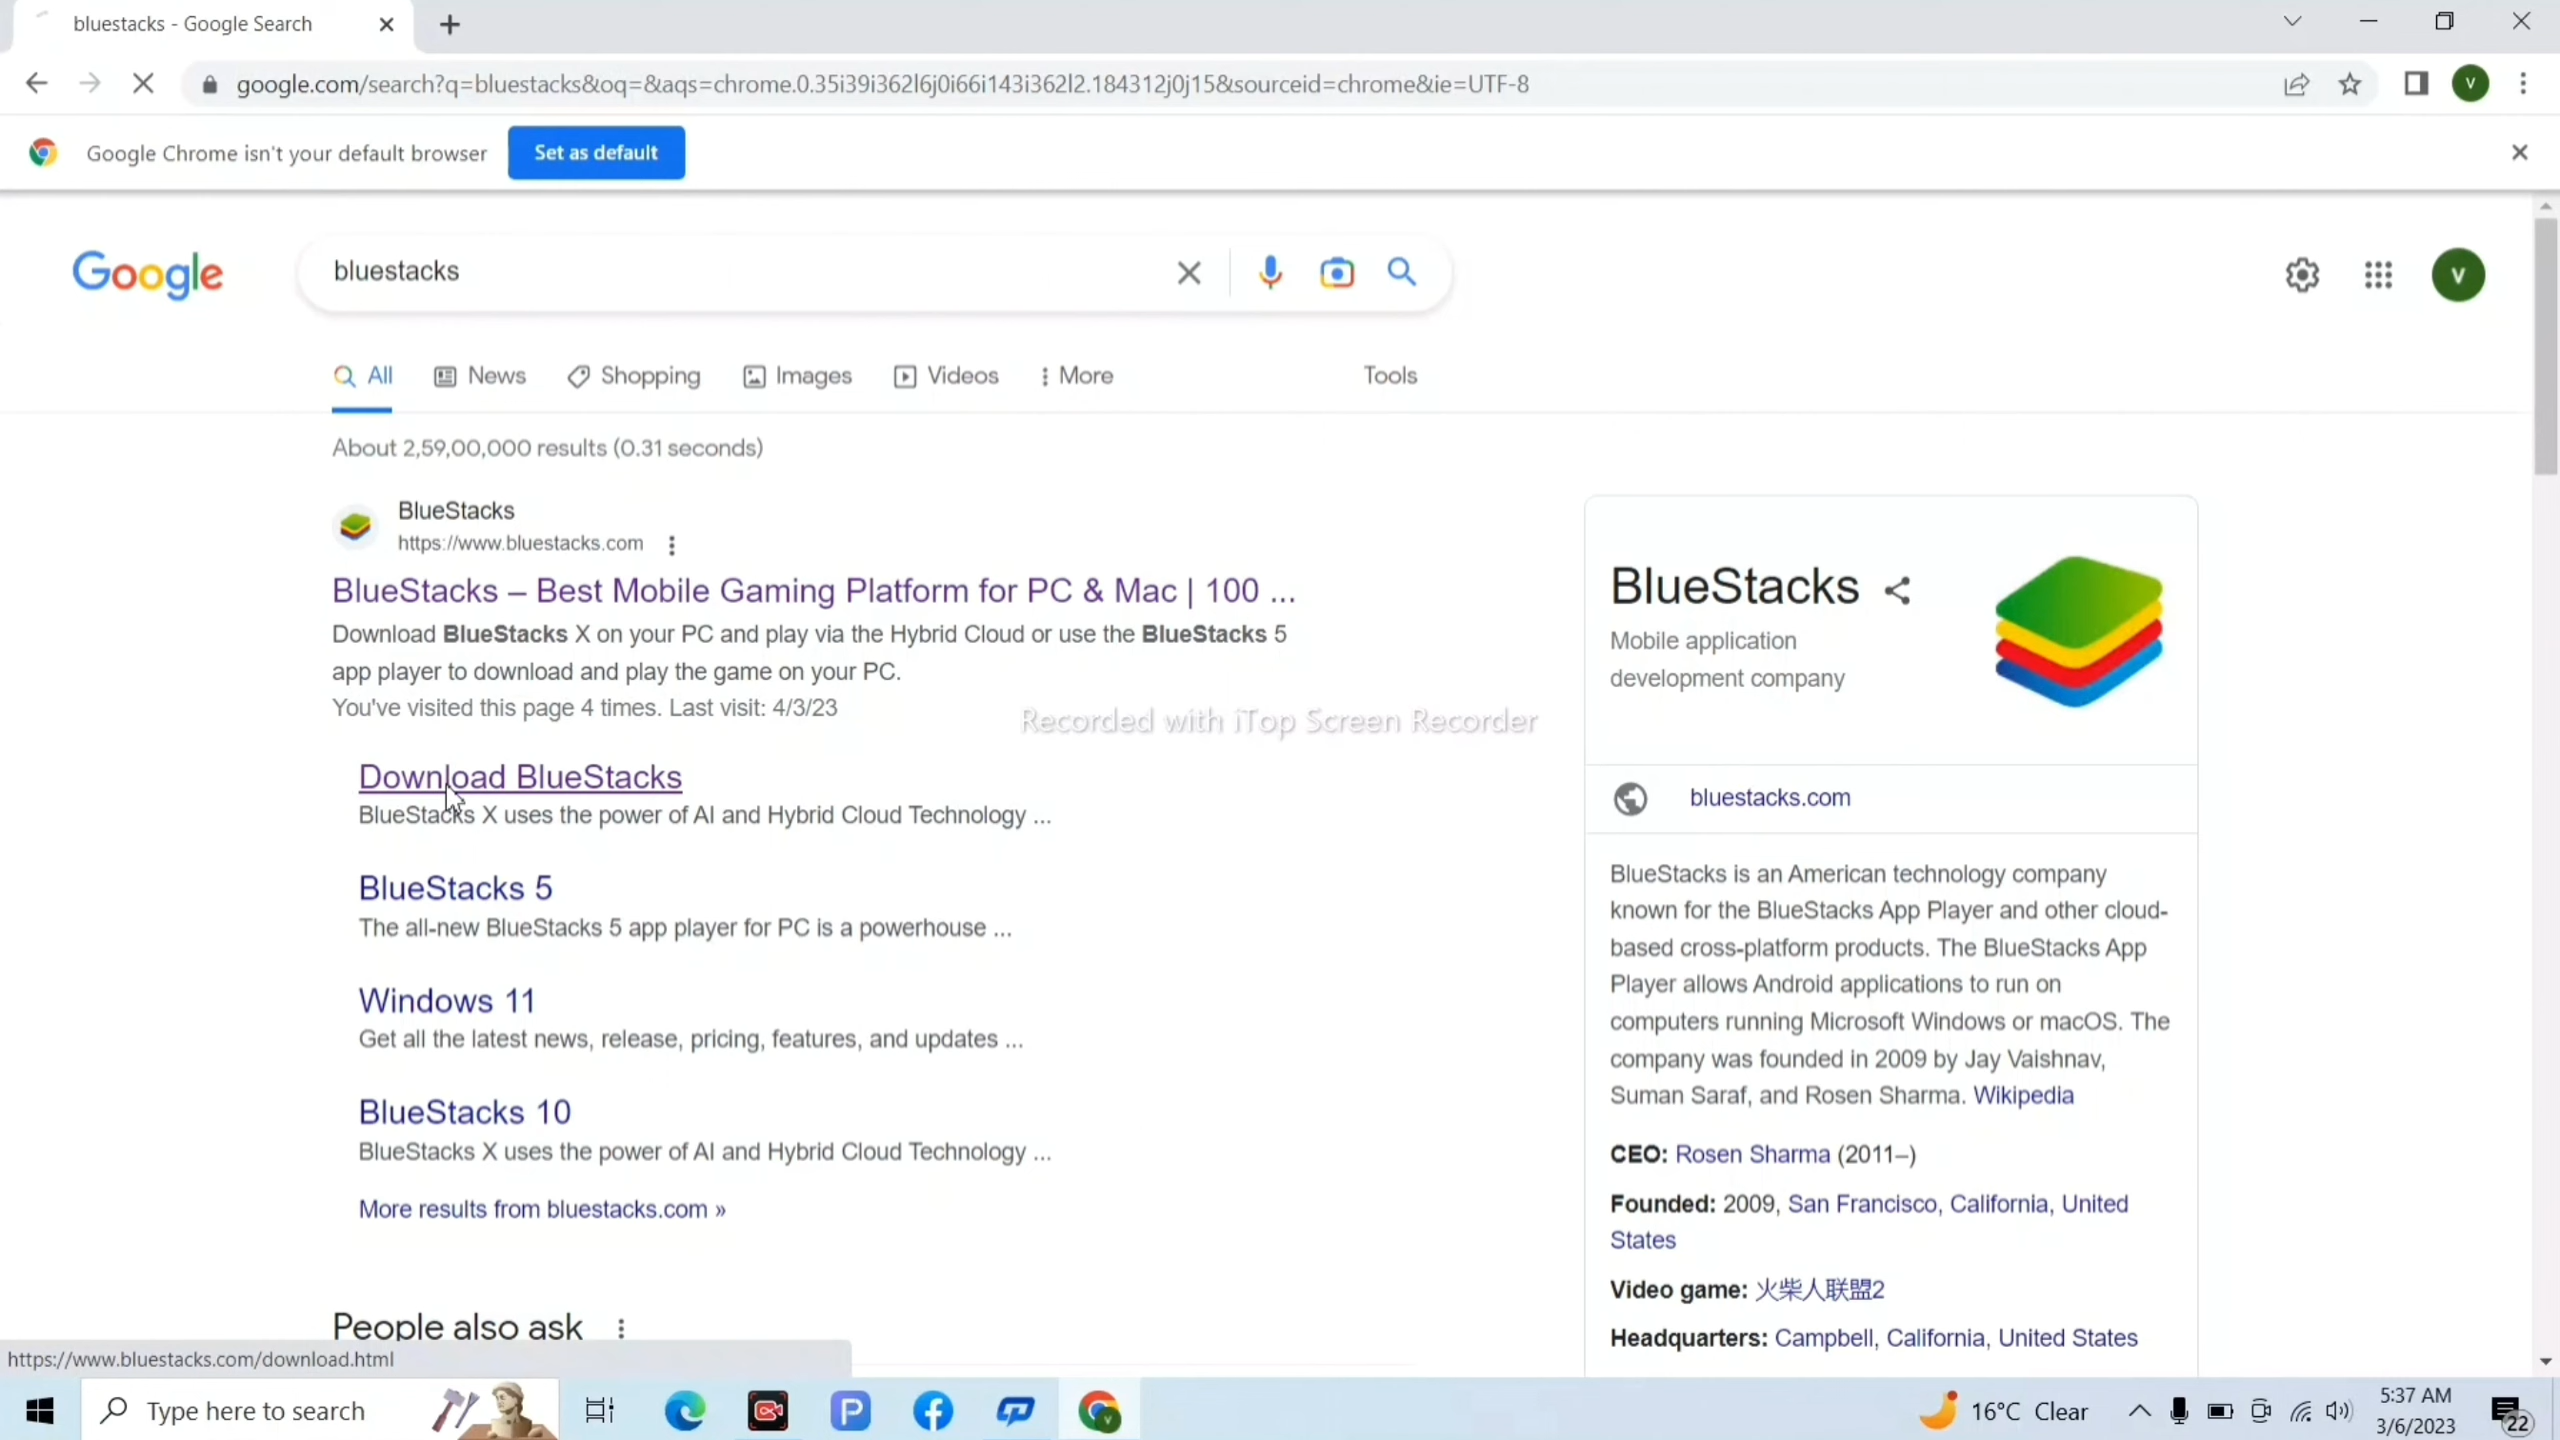 bluestacks - Google Search
google.com/search?q=bluestacks&oq=&aqs=chrome.0.35i39i362l6j0i66i143i362l2.184312j0j15&sourceid=chrome&ie=UTF-8
V
Google Chrome isn't your default browser
Set as default
Google
bluestacks
V
All
News
Shopping
Images
Videos
More
Tools
About 2,59,00,000 results (0.31 seconds)
BlueStacks
https://www.bluestacks.com
BlueStacks – Best Mobile Gaming Platform for PC & Mac | 100 ...
Download BlueStacks X on your PC and play via the Hybrid Cloud or use the BlueStacks 5
app player to download and play the game on your PC.
You've visited this page 4 times. Last visit: 4/3/23
Download BlueStacks
BlueStacks X uses the power of AI and Hybrid Cloud Technology ...
BlueStacks 5
The all-new BlueStacks 5 app player for PC is a powerhouse ...
Windows 11
Get all the latest news, release, pricing, features, and updates ...
BlueStacks 10
BlueStacks X uses the power of AI and Hybrid Cloud Technology ...
More results from bluestacks.com »
People also ask
Recorded with iTop Screen Recorder
BlueStacks
Mobile application
development company
bluestacks.com
BlueStacks is an American technology company
known for the BlueStacks App Player and other cloud-
based cross-platform products. The BlueStacks App
Player allows Android applications to run on
computers running Microsoft Windows or macOS. The
company was founded in 2009 by Jay Vaishnav,
Suman Saraf, and Rosen Sharma. Wikipedia
CEO: Rosen Sharma (2011–)
Founded: 2009, San Francisco, California, United
States
Video game: 火柴人联盟2
Headquarters: Campbell, California, United States
https://www.bluestacks.com/download.html
Type here to search
P
V
16°C Clear
5:37 AM
3/6/2023
22